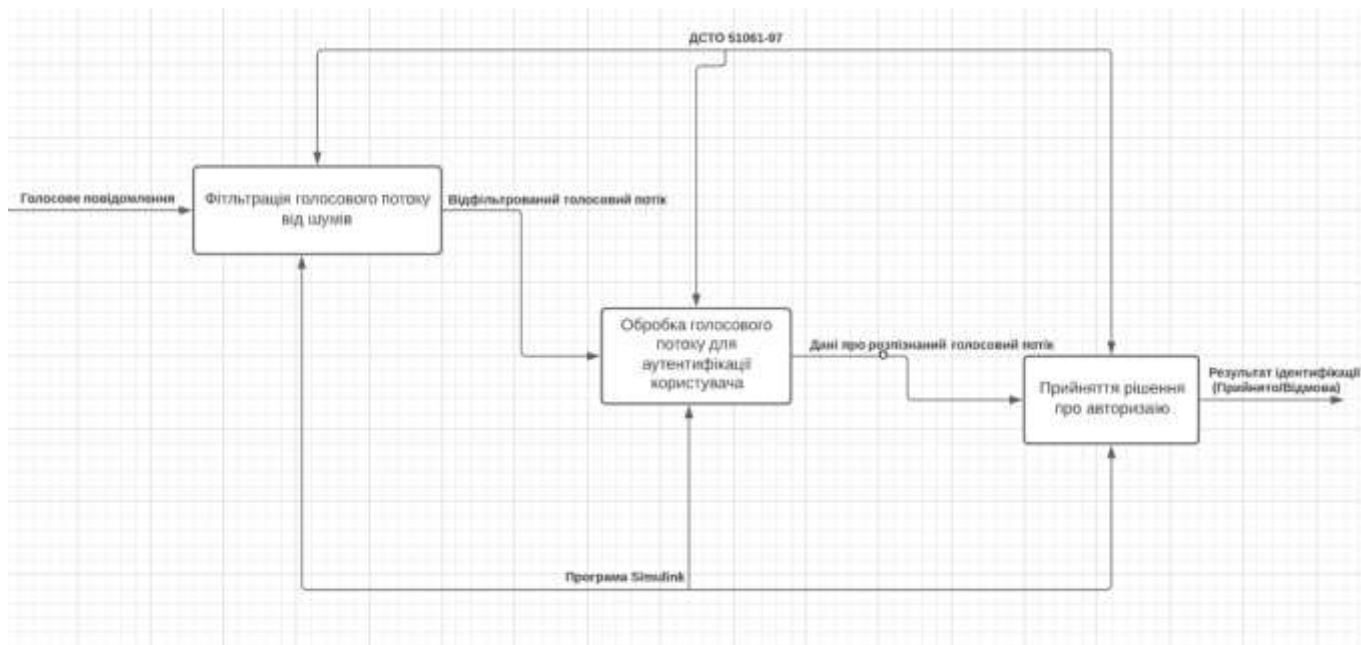 ДСТО 51061-97
Голосове повідомлення
Фітльтрація голосового потоку
від шумів
Відфільтрований голосовий потік
Обробка голосового
потоку для
аутентифікації
користувача
Дані про розпізнаний голосовий потік
Прийняття рішення
про авторизаію
Результат ідентифікації
(Прийнято/Відмова)
Програма Simulink